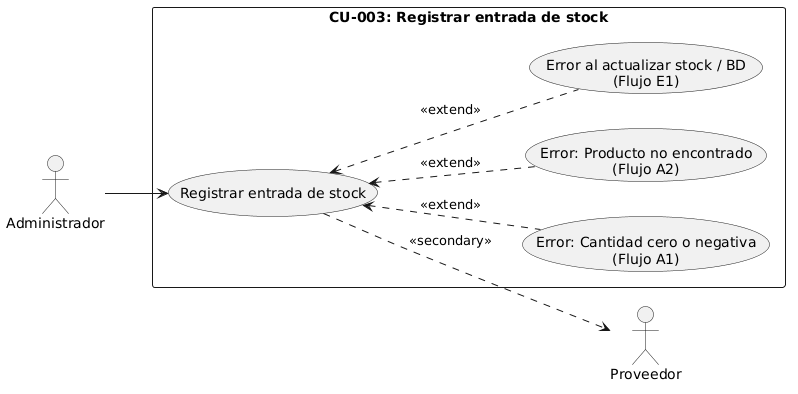 CU-003: Registrar entrada de stock
Error al actualizar stock / BD
(Flujo E1)
«extend»
Error: Producto no encontrado
(Flujo A2)
«extend»
Registrar entrada de stock
Administrador
«extend»
Error: Cantidad cero o negativa
(Flujo A1)
«secondary»
Proveedor